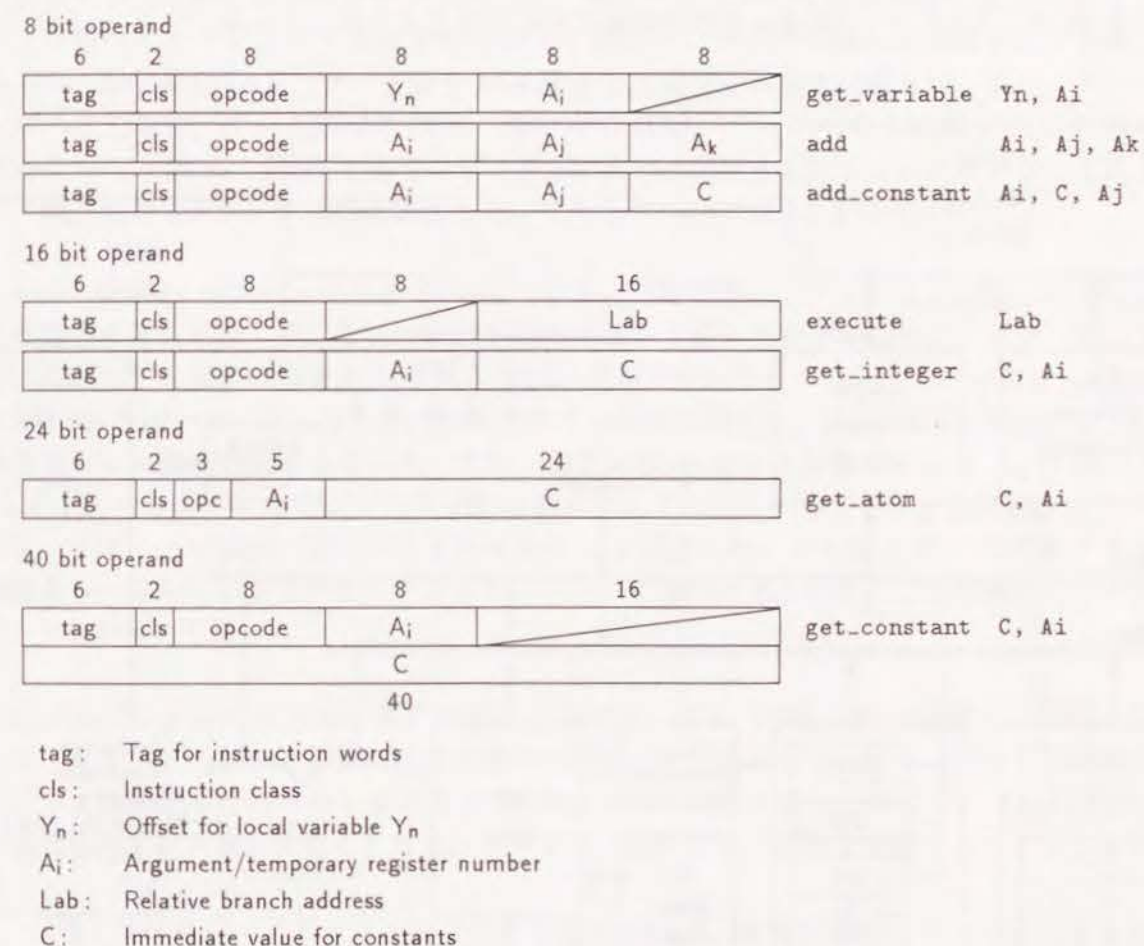 8 bit operand
6 2 8 8 8 8
tag cls opcode Yn Ai get_variable Yn, Ai
tag cls opcode Ai Aj Ak add Ai, Aj, Ak
tag cls opcode Ai Aj C add_constant Ai, C, Aj
16 bit operand
6 2 8 8 16
tag cls opcode Lab execute Lab
tag cls opcode Ai C get_integer C, Ai
24 bit operand
6 2 3 5 24
tag cls opc Ai C get_atom C, Ai
40 bit operand
6 2 8 8 16
tag cls opcode Ai get_constant C, Ai
C
40
tag: Tag for instruction words
cls: Instruction class
Yn: Offset for local variable Yn
Ai: Argument/temporary register number
Lab: Relative branch address
C: Immediate value for constants